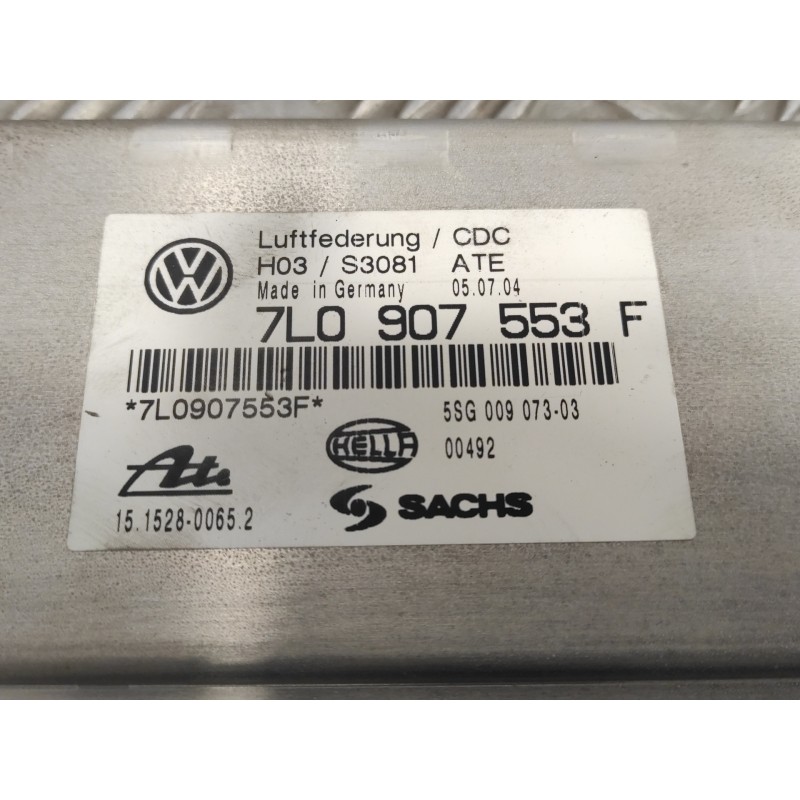 Luftfederung / CDC
H03 / S3081 ATE
Made in Germany 05.07.04
7L0 907 553 F
*7L0907553F*
5SG 009 073-03
HELLA
00492
Ate
SACHS
15.1528-0065.2